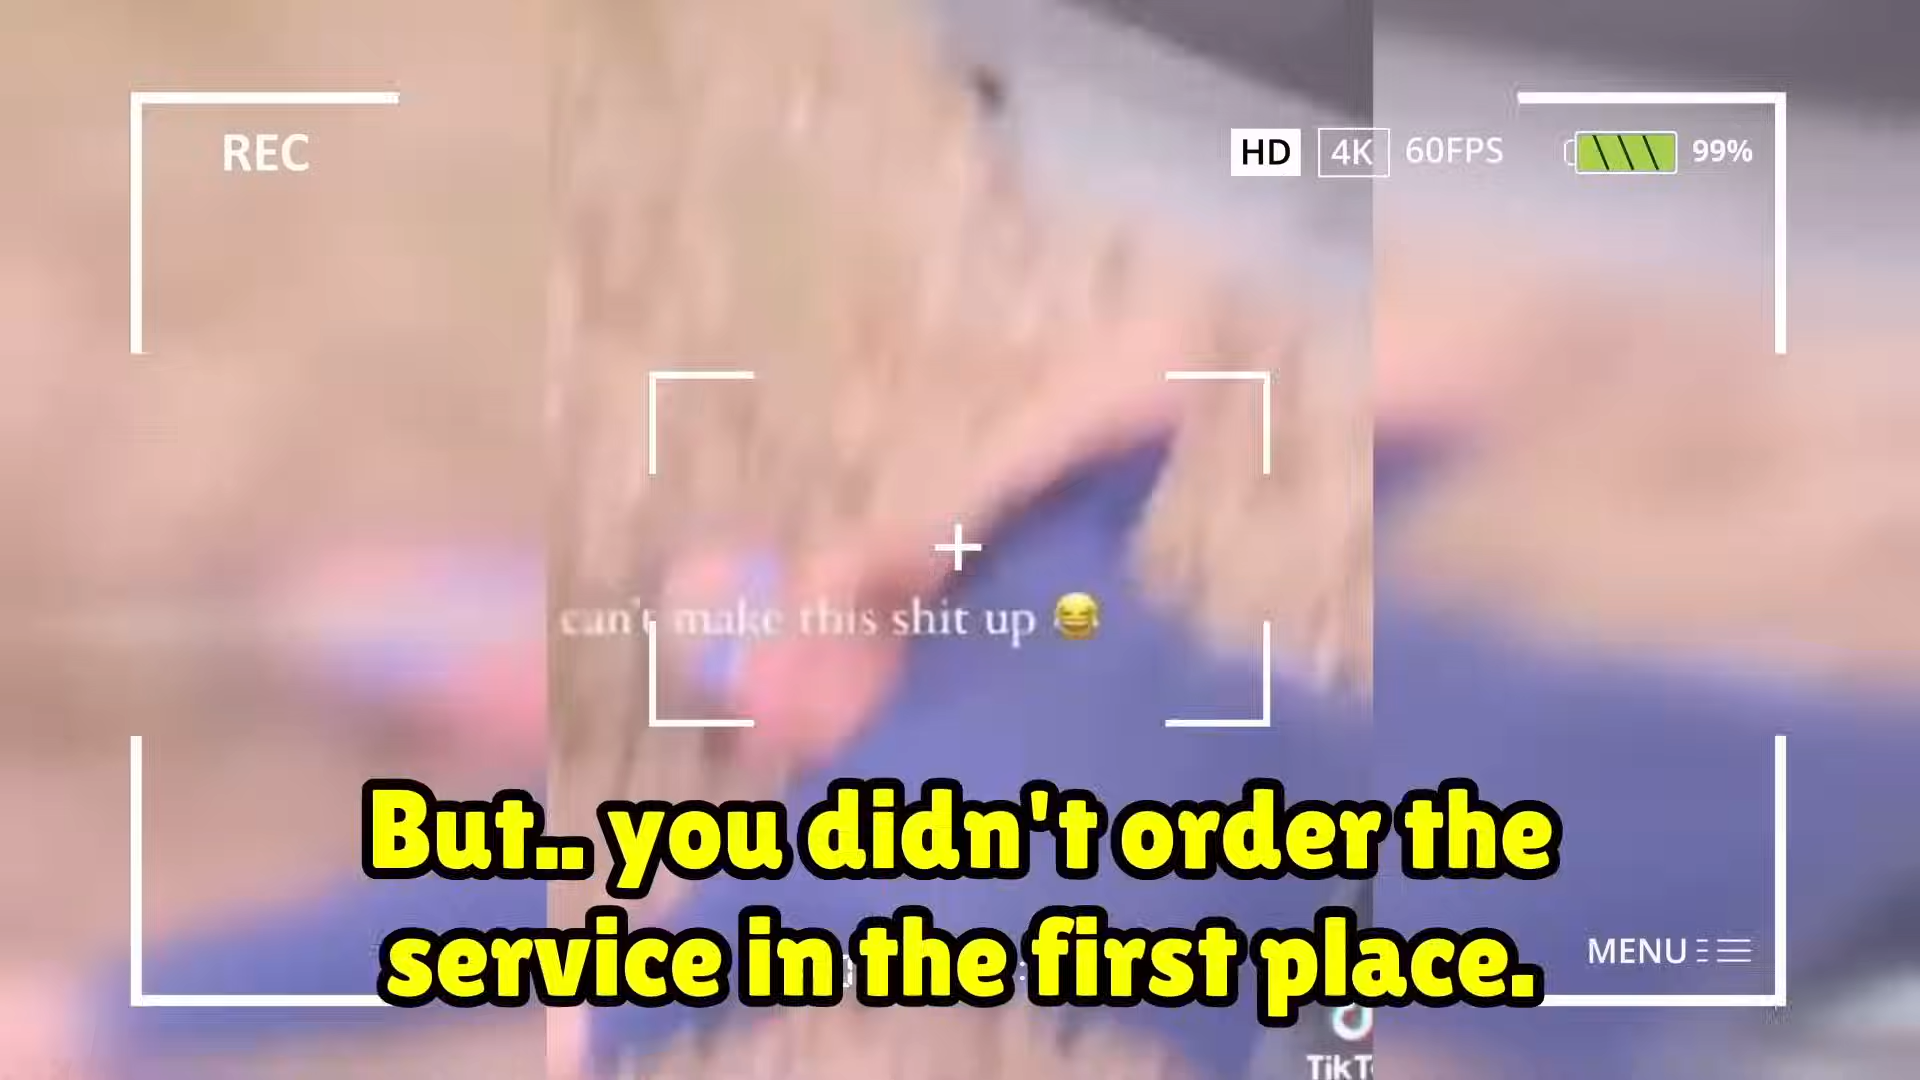 REC
HD 4K 60FPS 99%
can't make this shit up 😂
But.. you didn't order the
service in the first place.
MENU